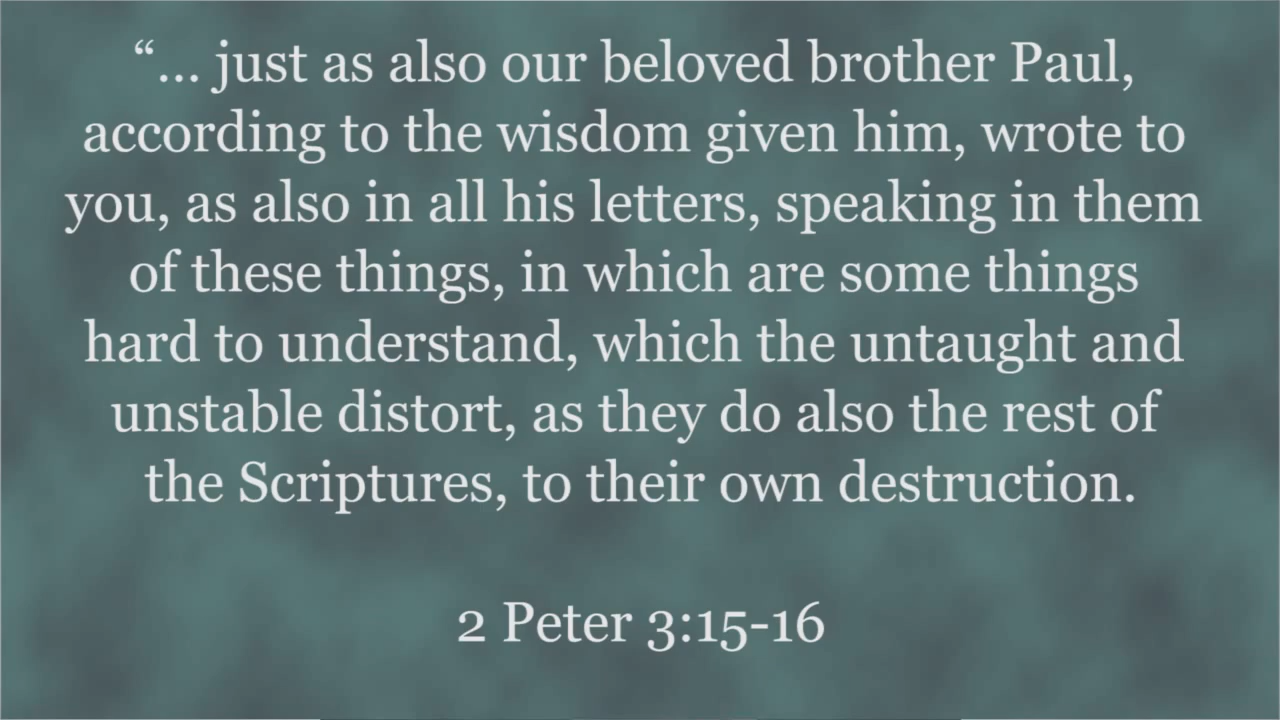 “... just as also our beloved brother Paul,
according to the wisdom given him, wrote to
you, as also in all his letters, speaking in them
of these things, in which are some things
hard to understand, which the untaught and
unstable distort, as they do also the rest of
the Scriptures, to their own destruction.
2 Peter 3:15-16